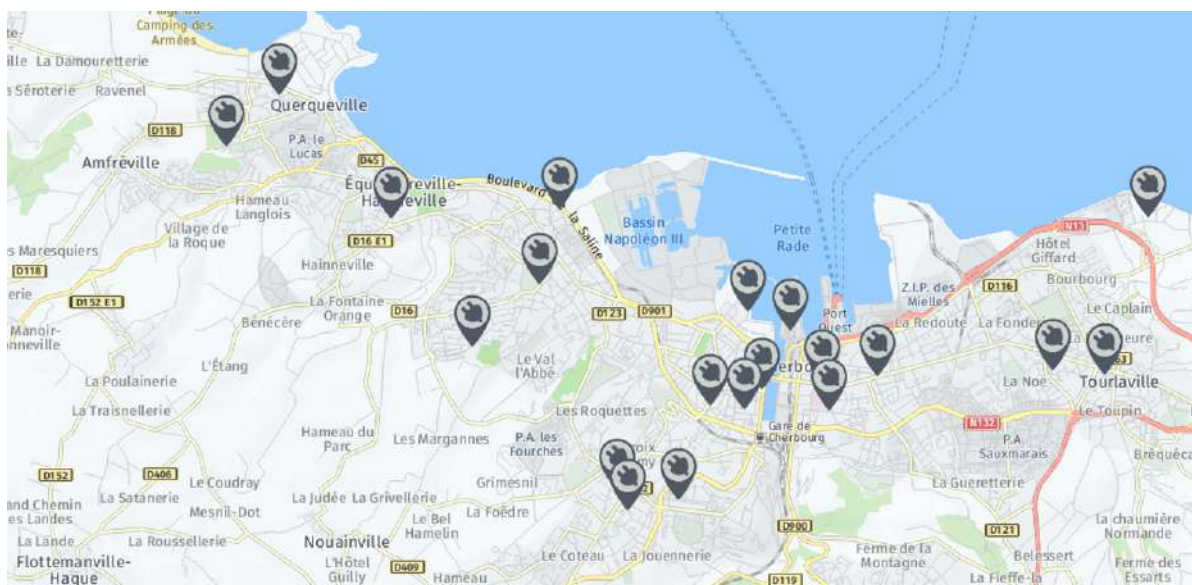 Camping des
Armées
La Damouretterie
a Séroterie
Ravenel
Querqueville
D118
P.A. le
Lucas
D45
Amfréville
Hameau-
Langlois
Boulevard
la Saline
Village de
la Roque
D16 E1
Bassin
Napoléon III
Petite
Rade
N13
Hôtel
Giffard
es Maresquiers
D118
Hainneville
Bourbourg
Z.I.P. des
Mielles
D116
D152 E1
La Fontaine
Orange
D16
D123
D901
Port
Ouest
Le Caplain
La Redoute
Bénécère
Manoir-
L'Étang
Le Val
l'Abbé
La Poulainerie
La Noë
Tourlaville
La Traisnellerie
Les Roquettes
Le Toupin
Hameau du
Parc
Les Margannes
P.A. les
Fourches
Gare de
Cherbourg
N132
P.A.
Sauxmarais
D152
D406
Le Coudray
Grimesnil
La Gueretterie
and Chemin
es Landes
La Satanerie
Mesnil-Dot
La Judée
La Grivellerie
La Foëdre
La Lande
La Roussellerie
Le Bel
Hamelin
D900
D121
La chaumière
Normande
Nouainville
L'Hôtel
Guilly
D409
Hameau
Le Coteau
La Jouennerie
Ferme de la
Montagne
Belessert
Flottemanville-
Hague
D119
La Fieffe-la
Ferme des
Essarts